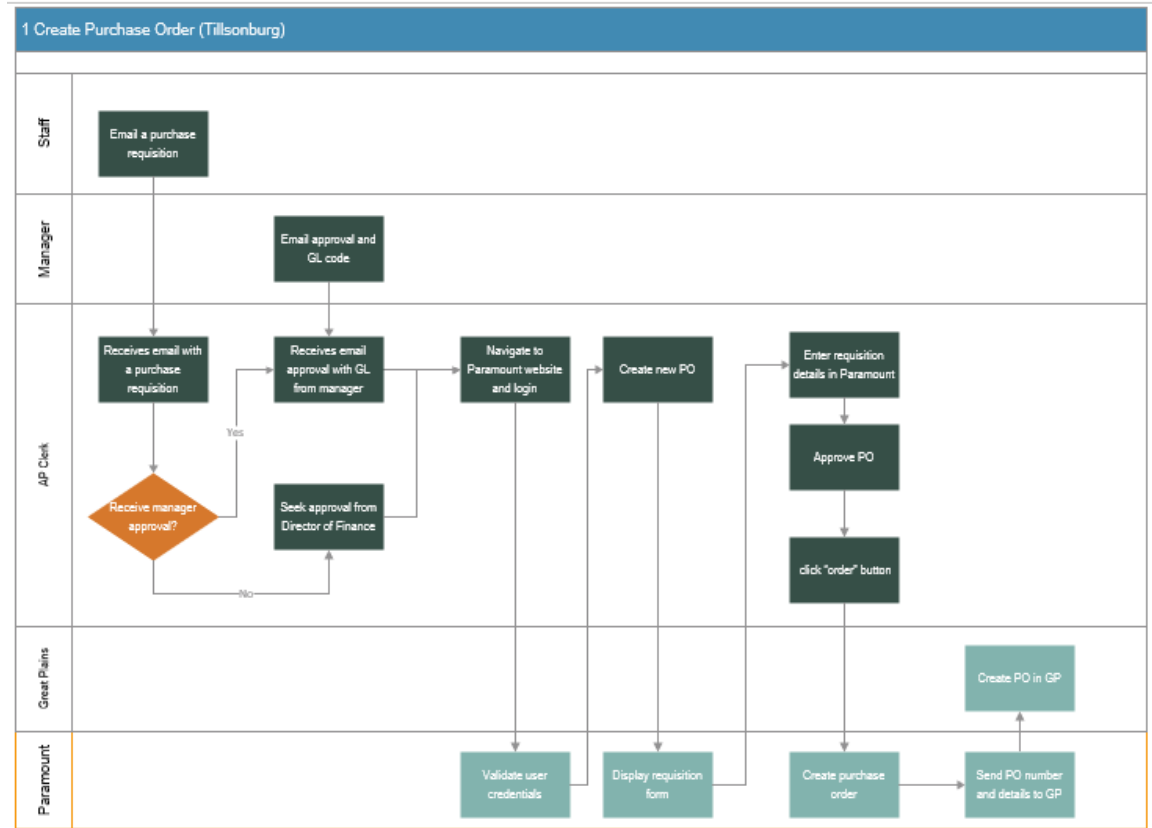 1 Create Purchase Order (Tillsonburg)
Staff
Email a purchase
requisition
Manager
Email approval and
GL code
AP Clerk
Receives email with
a purchase
requisition
Receives email
approval with GL
from manager
Navigate to
Paramount website
and login
Create new PO
Enter requisition
details in Paramount
Yes
Approve PO
Receive manager
approval?
Seek approval from
Director of Finance
click "order" button
No
Great Plains
Create PO in GP
Paramount
Validate user
credentials
Display requisition
form
Create purchase
order
Send PO number
and details to GP